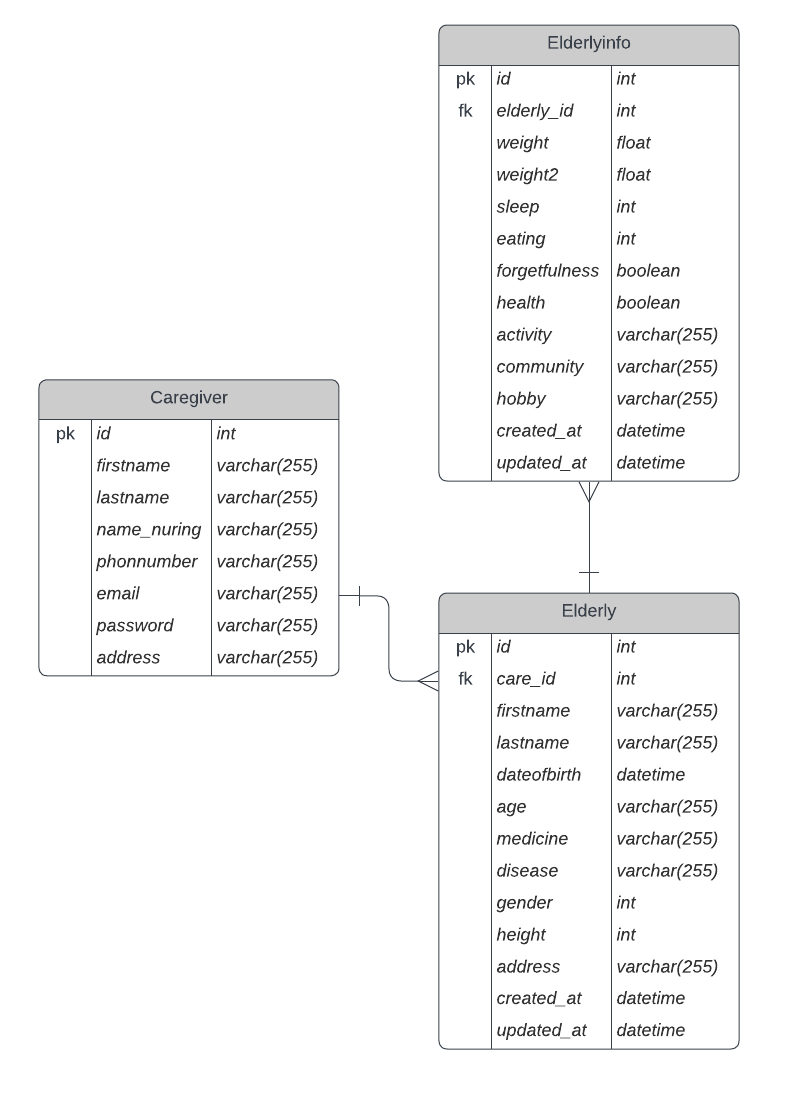 Elderlyinfo
pk id int
fk elderly_id int
weight float
weight2 float
sleep int
eating int
forgetfulness boolean
health boolean
activity varchar(255)
community varchar(255)
hobby varchar(255)
created_at datetime
updated_at datetime
Caregiver
pk id int
firstname varchar(255)
lastname varchar(255)
name_nuring varchar(255)
phonnumber varchar(255)
email varchar(255)
password varchar(255)
address varchar(255)
Elderly
pk id int
fk care_id int
firstname varchar(255)
lastname varchar(255)
dateofbirth datetime
age varchar(255)
medicine varchar(255)
disease varchar(255)
gender int
height int
address varchar(255)
created_at datetime
updated_at datetime